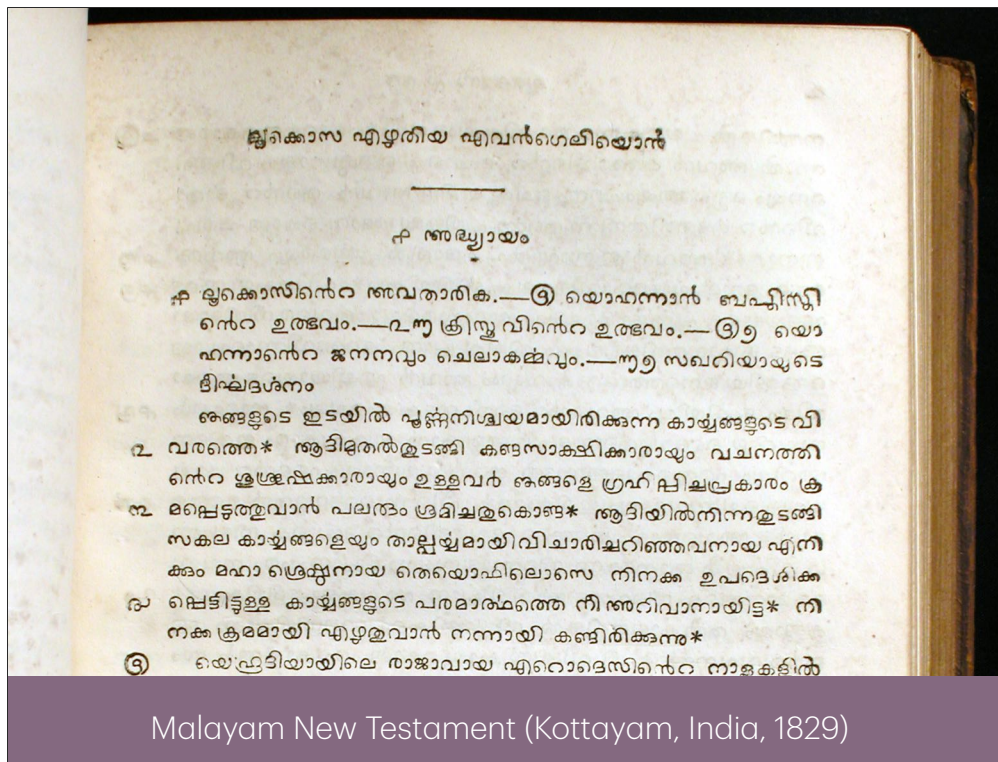 ലൂക്കൊസ എഴുതിയ എവൻഗെലിയൊൻ
൧ അദ്ധ്യായം
൧ ലൂക്കൊസിൻെറ അവതാരിക.—൫ യൊഹന്നാൻ ബപ്തിസ്തി
ൻെറ ഉത്ഭവം.—൨൬ ക്രിസ്തുവിൻെറ ഉത്ഭവം.—൫൭ യൊ
ഹന്നാൻെറ ജനനവും ചെലാകൎമ്മവും.—൬൭ സഖറിയായുടെ
ദീൎഘദൎശനം
ഞങ്ങളുടെ ഇടയിൽ പൂൎണ്ണനിശ്ചയമായിരിക്കുന്ന കാൎയ്യങ്ങളുടെ വി
൨ വരത്തെ* ആദിമുതൽതുടങ്ങി കണ്ടസാക്ഷിക്കാരായും വചനത്തി
ൻെറ ശുശ്രൂഷക്കാരായും ഉള്ളവർ ഞങ്ങളെ ഗ്രഹിപ്പിച്ചപ്രകാരം ക്ര
൩ മപ്പെടുത്തുവാൻ പലരും ശ്രമിച്ചതുകൊണ്ട* ആദിയിൽനിന്നതുടങ്ങി
സകല കാൎയ്യങ്ങളെയും താല്പൎയ്യമായിവിചാരിച്ചറിഞ്ഞവനായ എനി
ക്കും മഹാ ശ്രെഷ്ഠനായ തെയൊഫിലൊസെ നിനക്ക ഉപദെശിക്ക
൪ പ്പെട്ടിട്ടുള്ള കാൎയ്യങ്ങളുടെ പരമാൎത്ഥത്തെ നീ അറിവാനായിട്ട* നി
നക്ക ക്രമമായി എഴുതുവാൻ നന്നായി കണ്ടിരിക്കുന്നു*
൫ യെഹൂദിയായിലെ രാജാവായ എറൊദെസിൻെറ നാളുകളിൽ
Malayam New Testament (Kottayam, India, 1829)